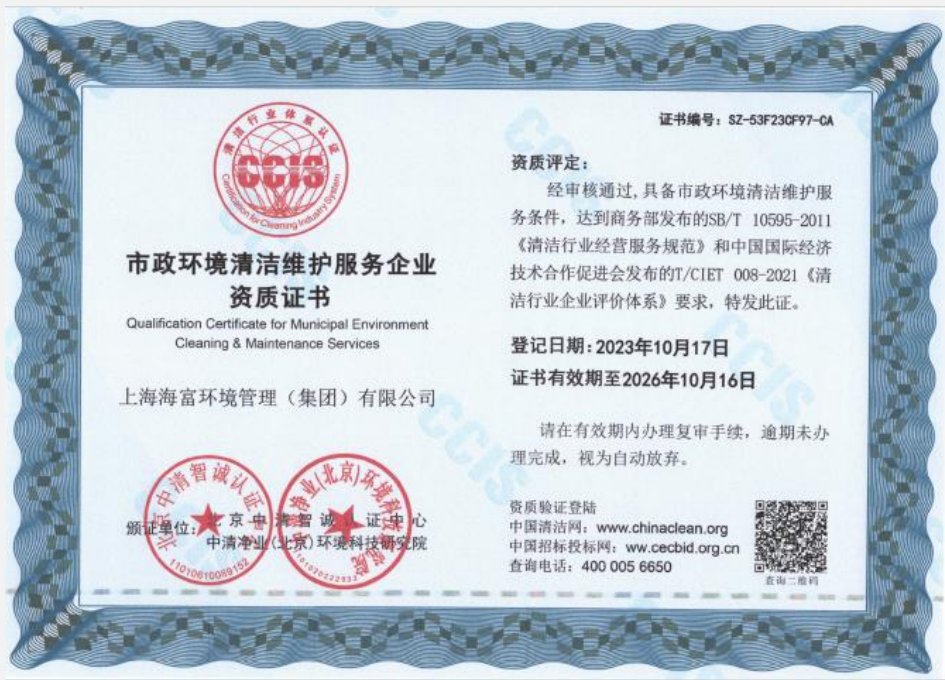 清洁行业体系认证
CCIS
Certification for Cleaning Industry System
市政环境清洁维护服务企业
资质证书
Qualification Certificate for Municipal Environment
Cleaning & Maintenance Services
上海海富环境管理（集团）有限公司
颁证单位：北京中清智诚认证中心
中清净业(北京)环境科技研究院
北京中清智诚认证中心
11010610069152
证书编号：SZ-53F23CF97-CA
资质评定：
经审核通过,具备市政环境清洁维护服
务条件，达到商务部发布的SB/T 10595-2011
《清洁行业经营服务规范》和中国国际经济
技术合作促进会发布的T/CIET 008-2021《清
洁行业企业评价体系》要求，特发此证。
登记日期：2023年10月17日
证书有效期至2026年10月16日
请在有效期内办理复审手续，逾期未办
理完成，视为自动放弃。
资质验证登陆
中国清洁网：www.chinaclean.org
中国招标投标网：ww.cecbid.org.cn
查询电话：400 005 6650
查询二维码